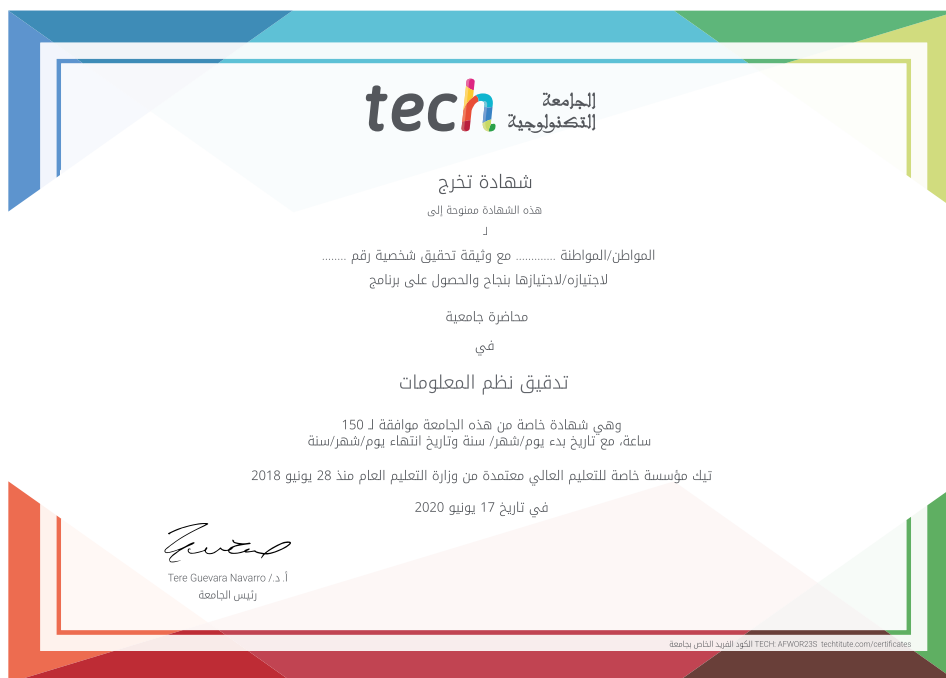 tech الجامعة
التكنولوجية
شهادة تخرج
هذه الشهادة ممنوحة إلى
لـ
المواطن/المواطنة ............. مع وثيقة تحقيق شخصية رقم ........
لاجتيازه/لاجتيازها بنجاح والحصول على برنامج
محاضرة جامعية
في
تدقيق نظم المعلومات
وهي شهادة خاصة من هذه الجامعة موافقة لـ 150
ساعة، مع تاريخ بدء يوم/شهر/ سنة وتاريخ انتهاء يوم/شهر/سنة
تيك مؤسسة خاصة للتعليم العالي معتمدة من وزارة التعليم العام منذ 28 يونيو 2018
في تاريخ 17 يونيو 2020
أ. د./ Tere Guevara Navarro
رئيس الجامعة
الكود الفريد الخاص بجامعة TECH: AFWOR23S techtitute.com/certificates